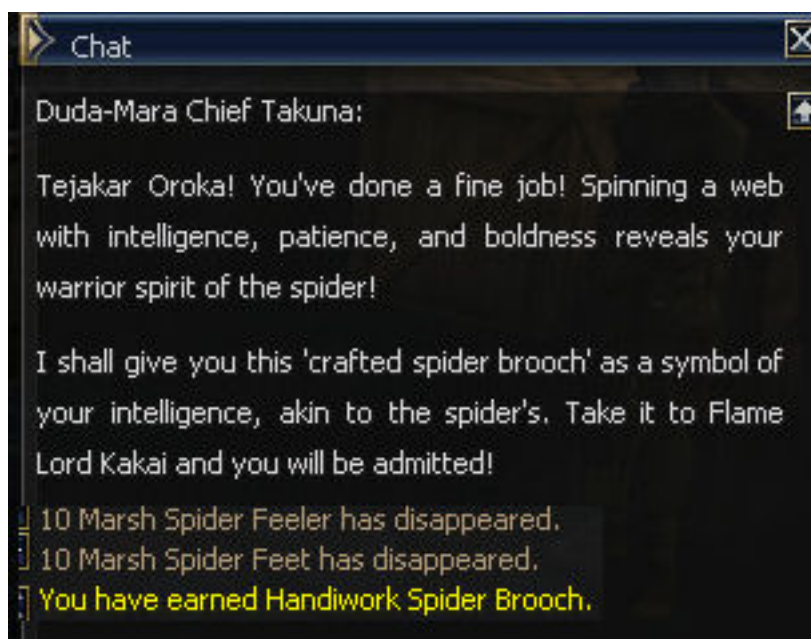 Chat
Duda-Mara Chief Takuna:
Tejakar Oroka! You've done a fine job! Spinning a web
with intelligence, patience, and boldness reveals your
warrior spirit of the spider!
I shall give you this 'crafted spider brooch' as a symbol of
your intelligence, akin to the spider's. Take it to Flame
Lord Kakai and you will be admitted!
10 Marsh Spider Feeler has disappeared.
10 Marsh Spider Feet has disappeared.
You have earned Handiwork Spider Brooch.